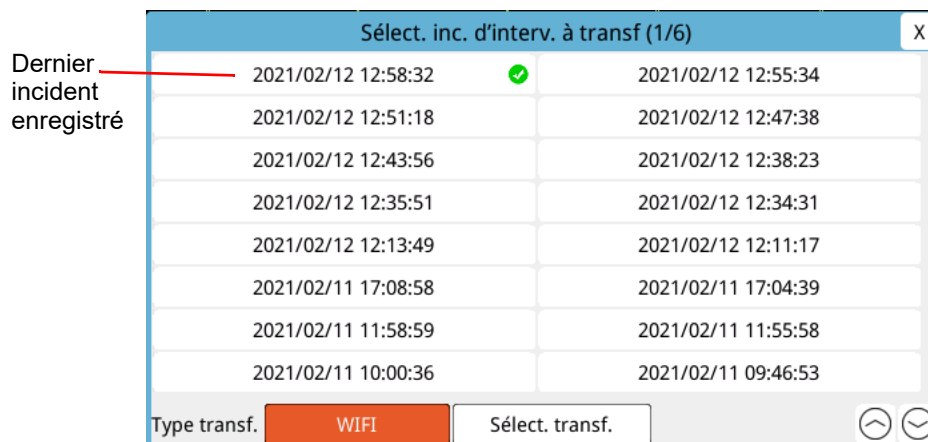 Sélect. inc. d'interv. à transf (1/6)
X
Dernier
incident
enregistré
2021/02/12 12:58:32
2021/02/12 12:55:34
2021/02/12 12:51:18
2021/02/12 12:47:38
2021/02/12 12:43:56
2021/02/12 12:38:23
2021/02/12 12:35:51
2021/02/12 12:34:31
2021/02/12 12:13:49
2021/02/12 12:11:17
2021/02/11 17:08:58
2021/02/11 17:04:39
2021/02/11 11:58:59
2021/02/11 11:55:58
2021/02/11 10:00:36
2021/02/11 09:46:53
Type transf.
WIFI
Sélect. transf.